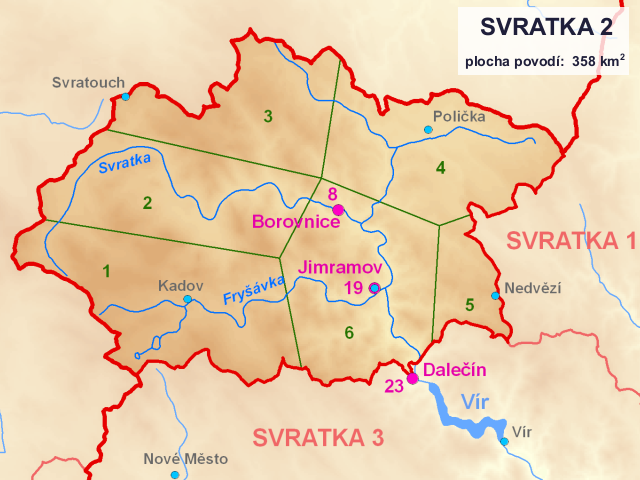 SVRATKA 2
plocha povodí: 358 km²
Svratouch
3
Polička
4
Svratka
2
8
Borovnice
SVRATKA 1
1
Jimramov
19
Kadov
Fryšávka
Nedvězí
5
6
Dalečín
23
Vír
Vír
SVRATKA 3
Nové Město